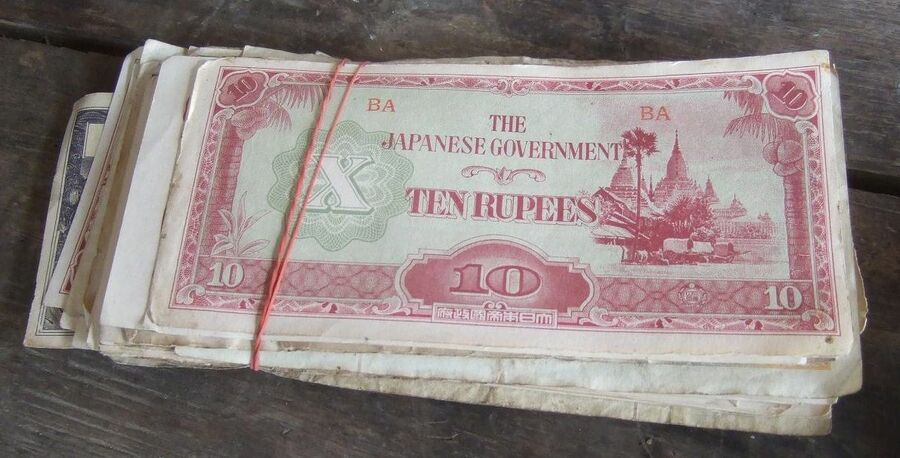 10
10
BA
BA
THE
JAPANESE GOVERNMENT
X
TEN RUPEES
10
10
10
府政國帝本日大